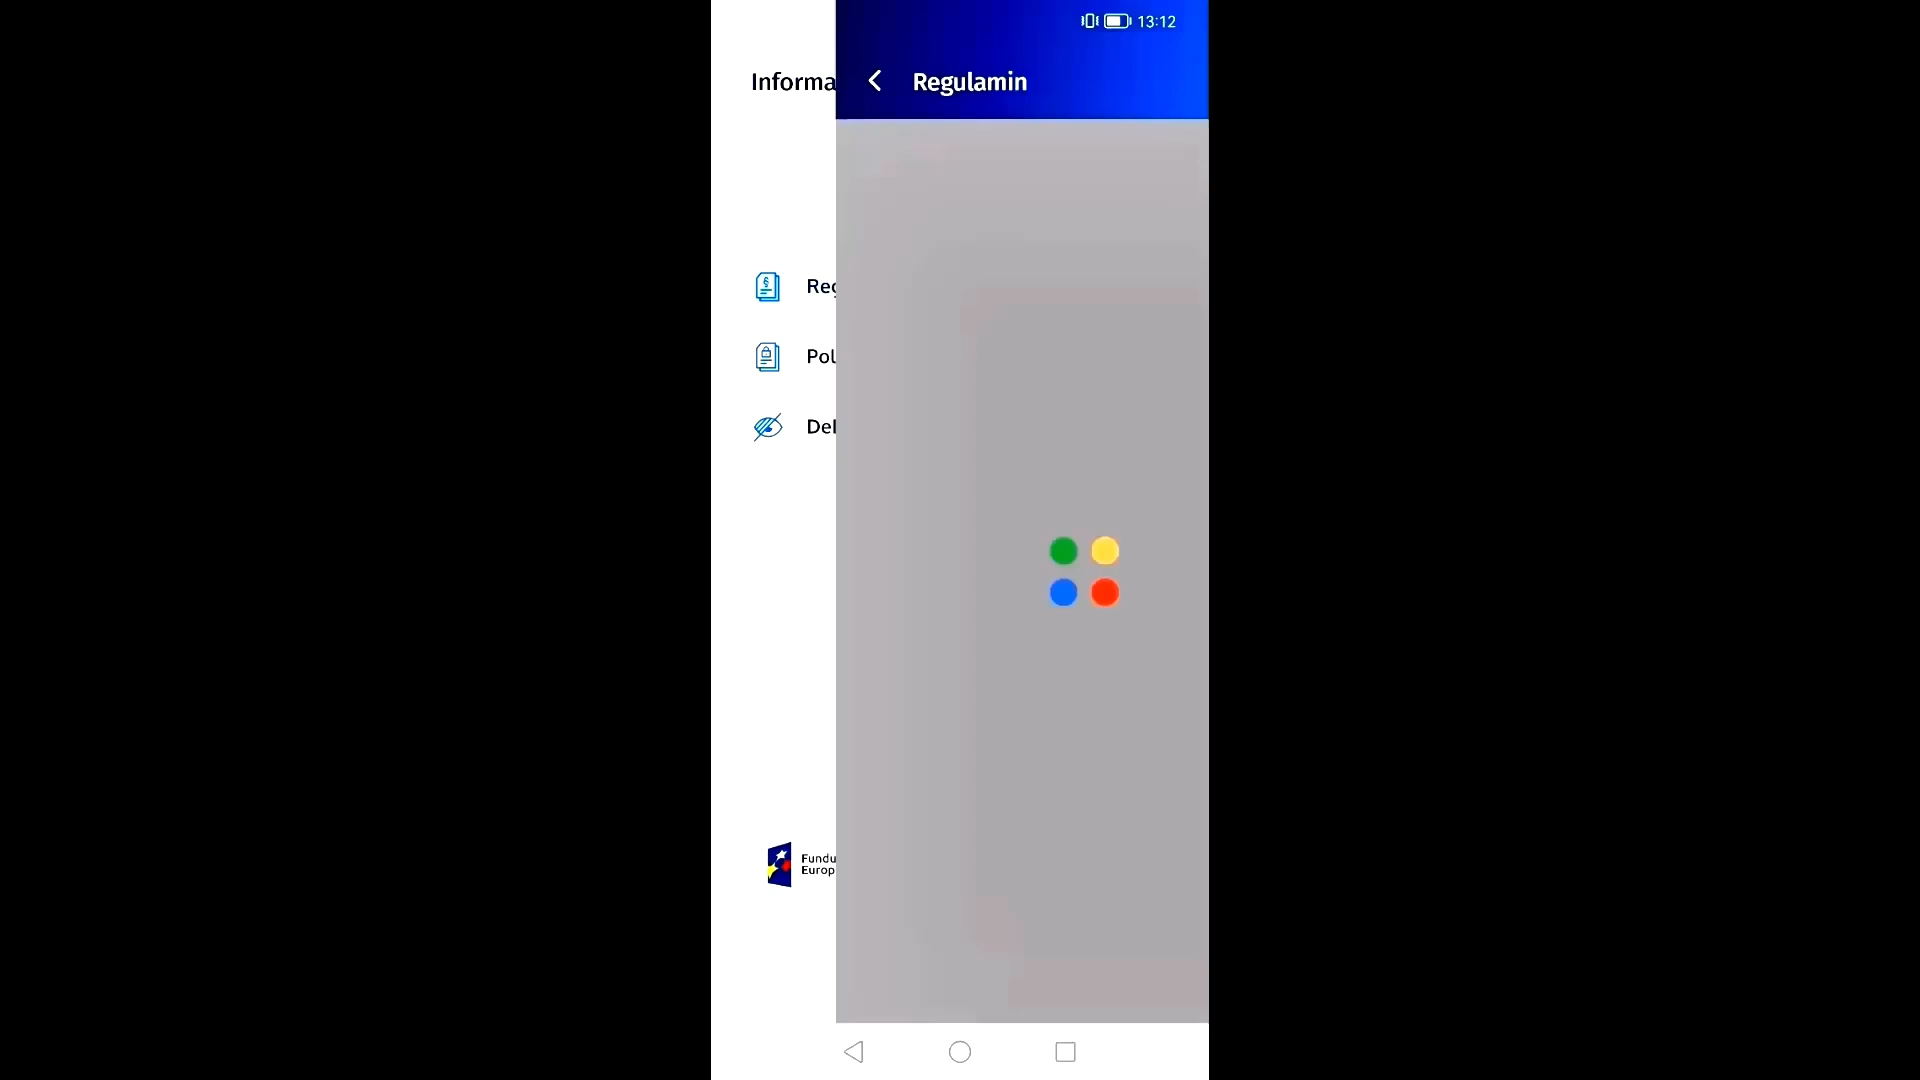 13:12
Informa
Regulamin
Reg
Pol
Del
Fundu
Europ